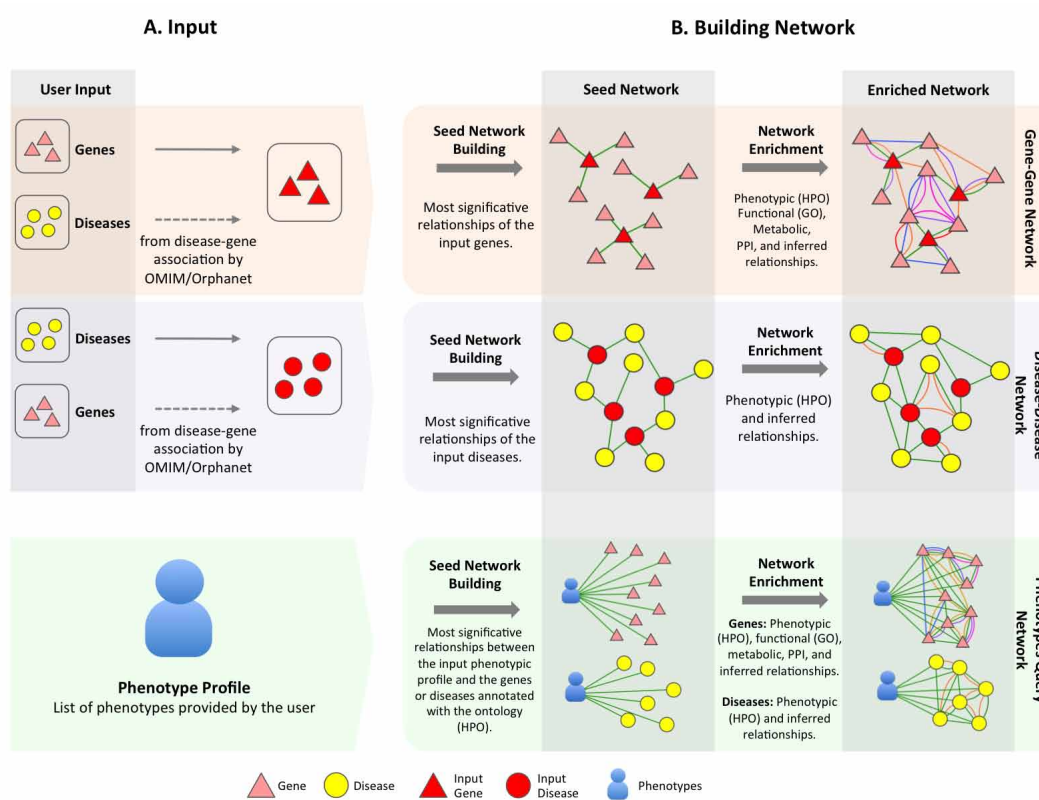 A. Input
B. Building Network
User Input
Seed Network
Enriched Network
Genes
Diseases
from disease-gene
association by
OMIM/Orphanet
Seed Network
Building
Most significative
relationships of the
input genes.
Network
Enrichment
Phenotypic (HPO)
Functional (GO),
Metabolic,
PPI, and inferred
relationships.
Gene-Gene Network
Diseases
Genes
from disease-gene
association by
OMIM/Orphanet
Seed Network
Building
Most significative
relationships of the
input diseases.
Network
Enrichment
Phenotypic (HPO)
and inferred
relationships.
Disease-Disease
Network
Phenotype Profile
List of phenotypes provided by the user
Seed Network
Building
Most significative
relationships between
the input phenotypic
profile and the genes
or diseases annotated
with the ontology
(HPO).
Network
Enrichment
Genes: Phenotypic
(HPO), functional (GO),
metabolic, PPI, and
inferred relationships.
Diseases: Phenotypic
(HPO) and inferred
relationships.
Phenotypes Query
Network
Gene
Disease
Input
Gene
Input
Disease
Phenotypes